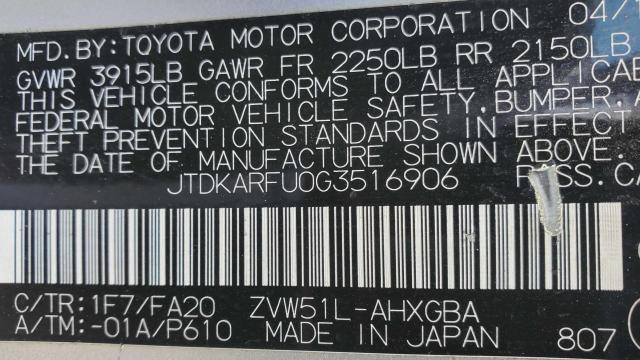 MFD.BY:TOYOTA MOTOR CORPORATION 04/
GVWR 3915LB GAWR FR 2250LB RR 2150LB
THIS VEHICLE CONFORMS TO ALL
FEDERAL MOTOR VEHICLE SAFETY,BUMPER,
THEFT PREVENTION STANDARDS IN EFFECT
THE DATE OF MANUFACTURE SHOWN ABOVE.
JTDKARFU0G3516906
C/TR:1F7/FA20 ZVW51L-AHXGBA
A/TM:-01A/P610 MADE IN JAPAN 807